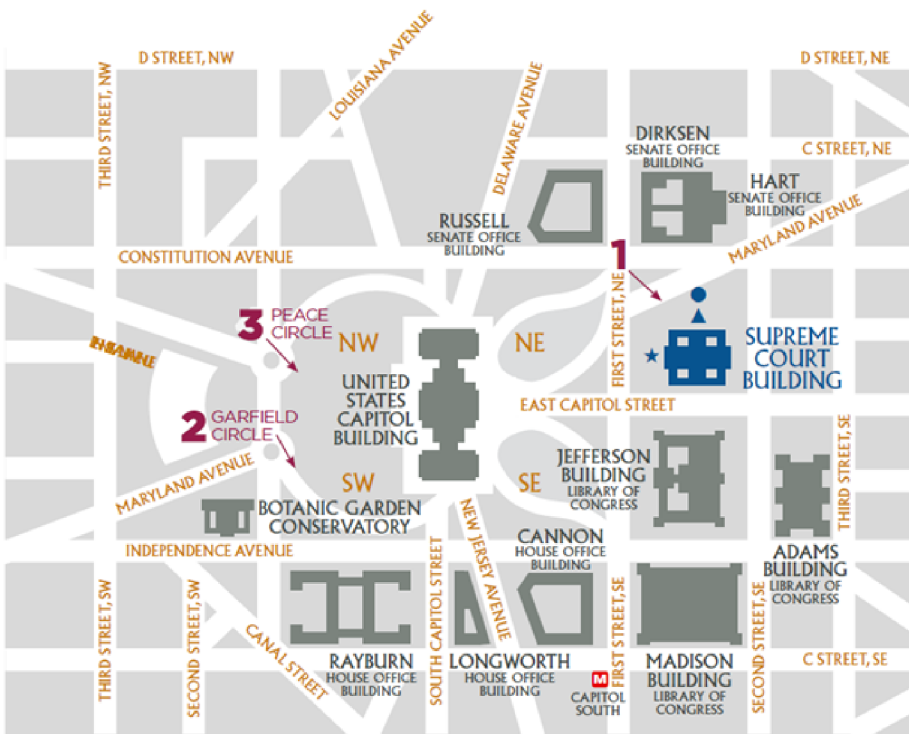 D STREET, NW
D STREET, NE
THIRD STREET, NW
LOUISIANA AVENUE
DELAWARE AVENUE
DIRKSEN
SENATE OFFICE
BUILDING
C STREET, NE
HART
SENATE OFFICE
BUILDING
RUSSELL
SENATE OFFICE
BUILDING
MARYLAND AVENUE
CONSTITUTION AVENUE
1
FIRST STREET, NE
3 PEACE
CIRCLE
NW
NE
SUPREME
COURT
BUILDING
UNITED
STATES
CAPITOL
BUILDING
EAST CAPITOL STREET
2 GARFIELD
CIRCLE
MARYLAND AVENUE
SW
SE
JEFFERSON
BUILDING
LIBRARY OF
CONGRESS
THIRD STREET, SE
BOTANIC GARDEN
CONSERVATORY
NEW JERSEY AVENUE
CANNON
HOUSE OFFICE
BUILDING
INDEPENDENCE AVENUE
ADAMS
BUILDING
LIBRARY OF
CONGRESS
THIRD STREET, SW
SECOND STREET, SW
CANAL STREET
SOUTH CAPITOL STREET
FIRST STREET, SE
SECOND STREET, SE
RAYBURN
HOUSE OFFICE
BUILDING
LONGWORTH
HOUSE OFFICE
BUILDING
M
CAPITOL
SOUTH
MADISON
BUILDING
LIBRARY OF
CONGRESS
C STREET, SE